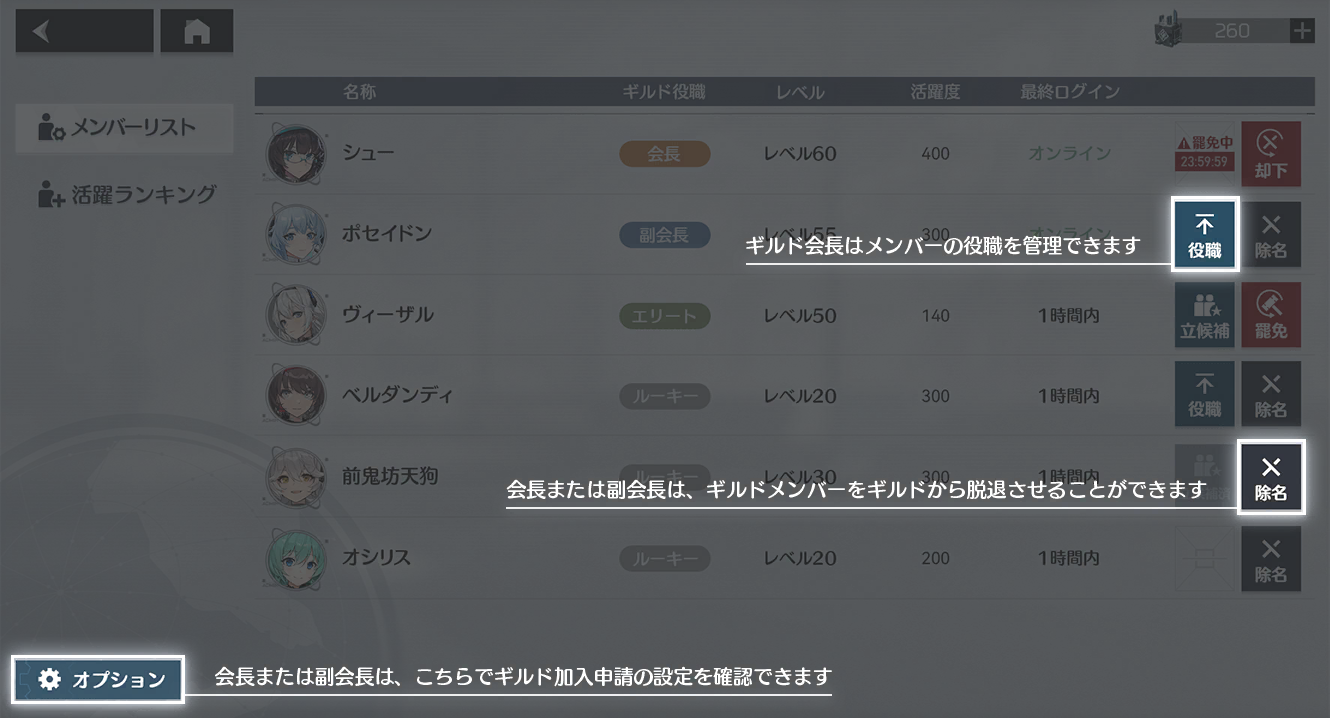 260
名称 ギルド役職 レベル 活躍度 最終ログイン
メンバーリスト
活躍ランキング
シュー 会長 レベル60 400 オンライン 罷免中 23:59:59 却下
ポセイドン 副会長 レベル55 300 オンライン 役職 除名
ギルド会長はメンバーの役職を管理できます
ヴィーザル エリート レベル50 140 1時間内 立候補 罷免
ベルダンディ ルーキー レベル20 300 1時間内 役職 除名
前鬼坊天狗 ルーキー レベル30 300 1時間内 除名
会長または副会長は、ギルドメンバーをギルドから脱退させることができます
オシリス ルーキー レベル20 200 1時間内 除名
オプション
会長または副会長は、こちらでギルド加入申請の設定を確認できます